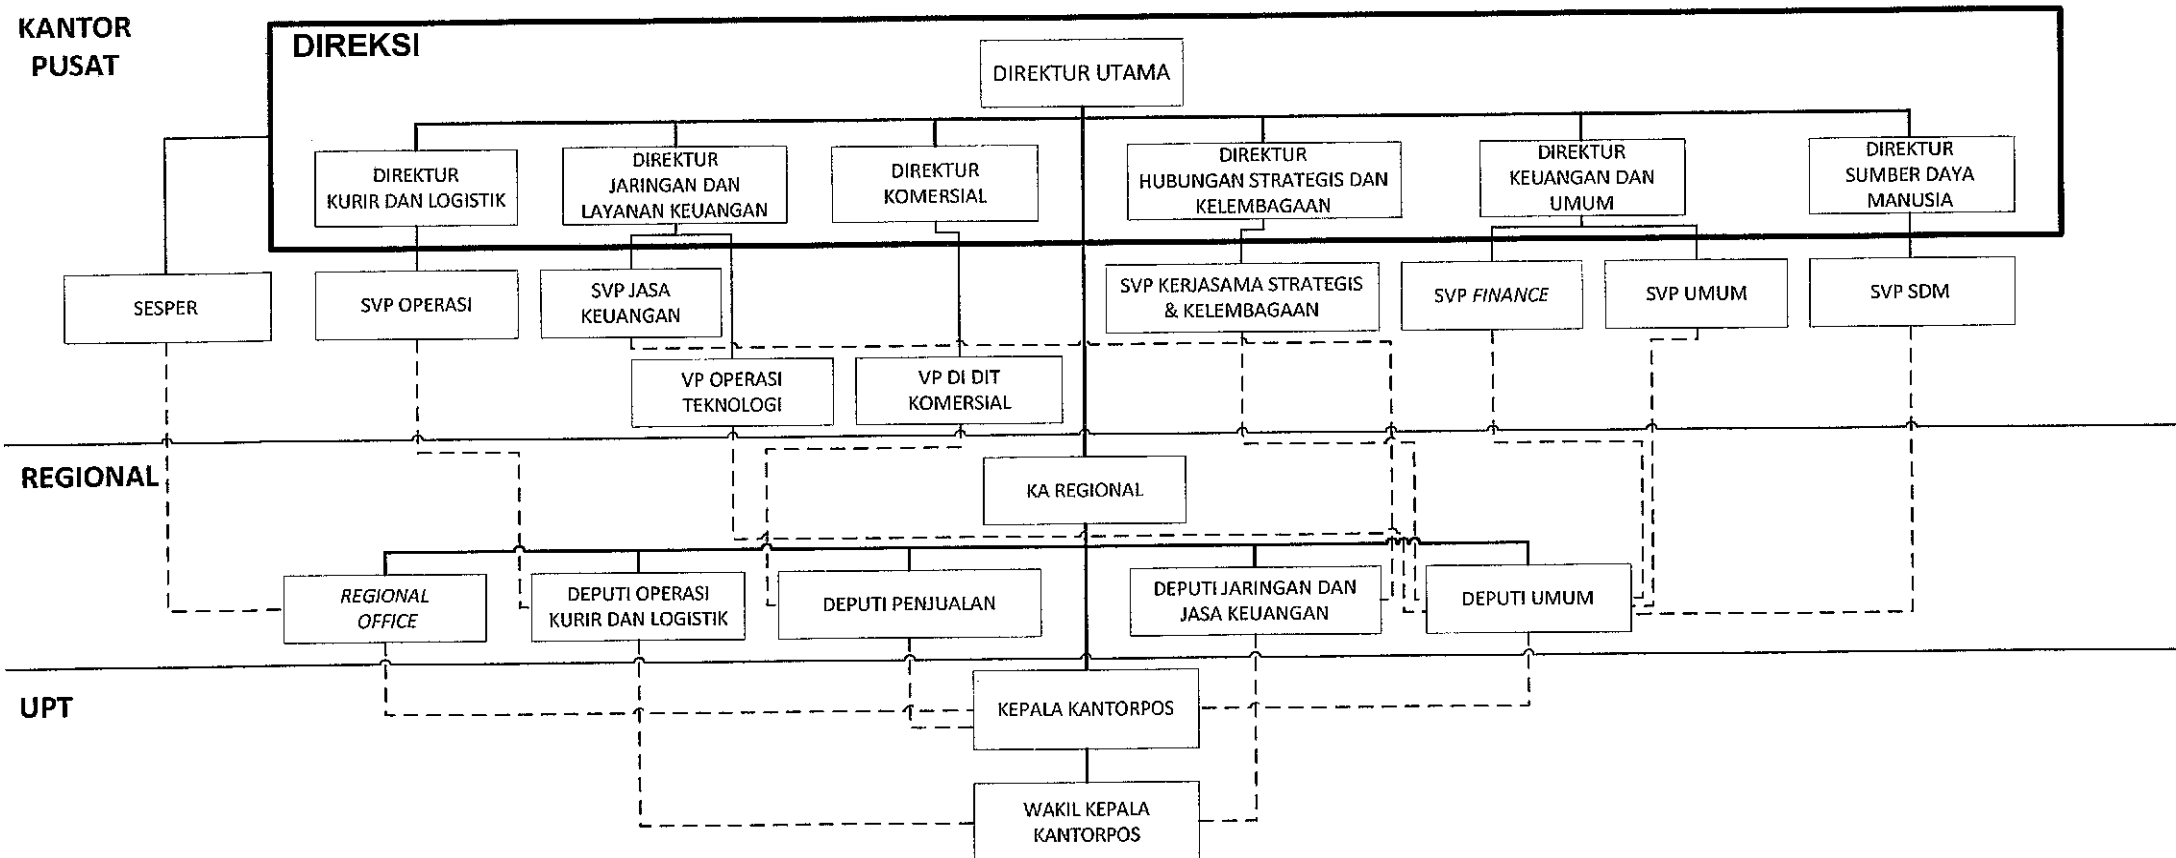 KANTOR
PUSAT
DIREKSI
DIREKTUR UTAMA
DIREKTUR
KURIR DAN LOGISTIK
DIREKTUR
JARINGAN DAN
LAYANAN KEUANGAN
DIREKTUR
KOMERSIAL
DIREKTUR
HUBUNGAN STRATEGIS DAN
KELEMBAGAAN
DIREKTUR
KEUANGAN DAN
UMUM
DIREKTUR
SUMBER DAYA
MANUSIA
SESPER
SVP OPERASI
SVP JASA
KEUANGAN
SVP KERJASAMA STRATEGIS
& KELEMBAGAAN
SVP FINANCE
SVP UMUM
SVP SDM
VP OPERASI
TEKNOLOGI
VP DI DIT
KOMERSIAL
REGIONAL
KA REGIONAL
REGIONAL
OFFICE
DEPUTI OPERASI
KURIR DAN LOGISTIK
DEPUTI PENJUALAN
DEPUTI JARINGAN DAN
JASA KEUANGAN
DEPUTI UMUM
UPT
KEPALA KANTORPOS
WAKIL KEPALA
KANTORPOS